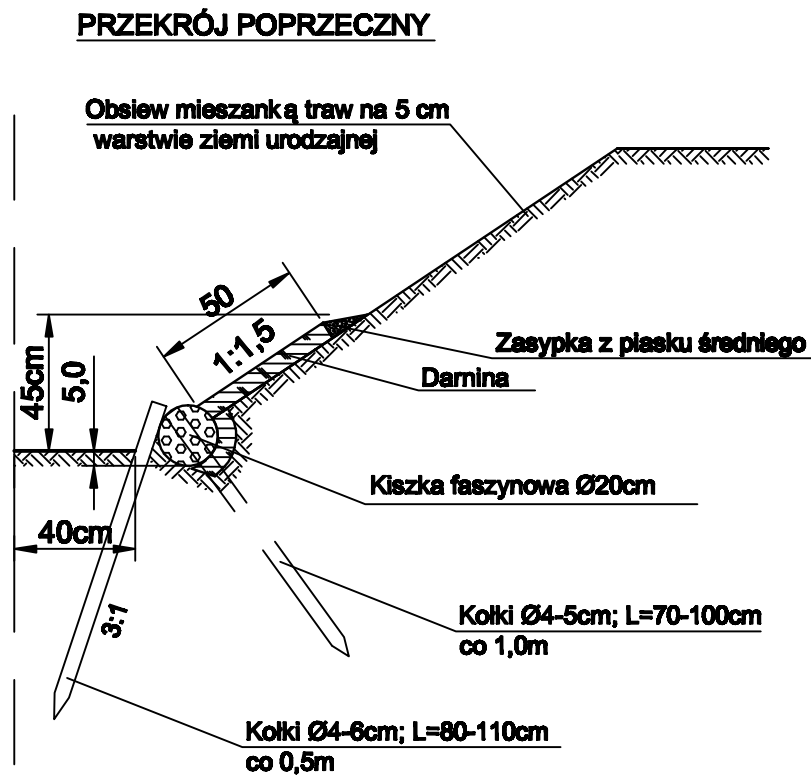 PRZEKRÓJ POPRZECZNY
Obsiew mieszanką traw na 5 cm
warstwie ziemi urodzajnej
50
1:1,5
45cm
5,0
Zasypka z piasku średniego
Darnina
Kiszka faszynowa Ø20cm
40cm
3:1
Kołki Ø4-5cm; L=70-100cm
co 1,0m
Kołki Ø4-6cm; L=80-110cm
co 0,5m